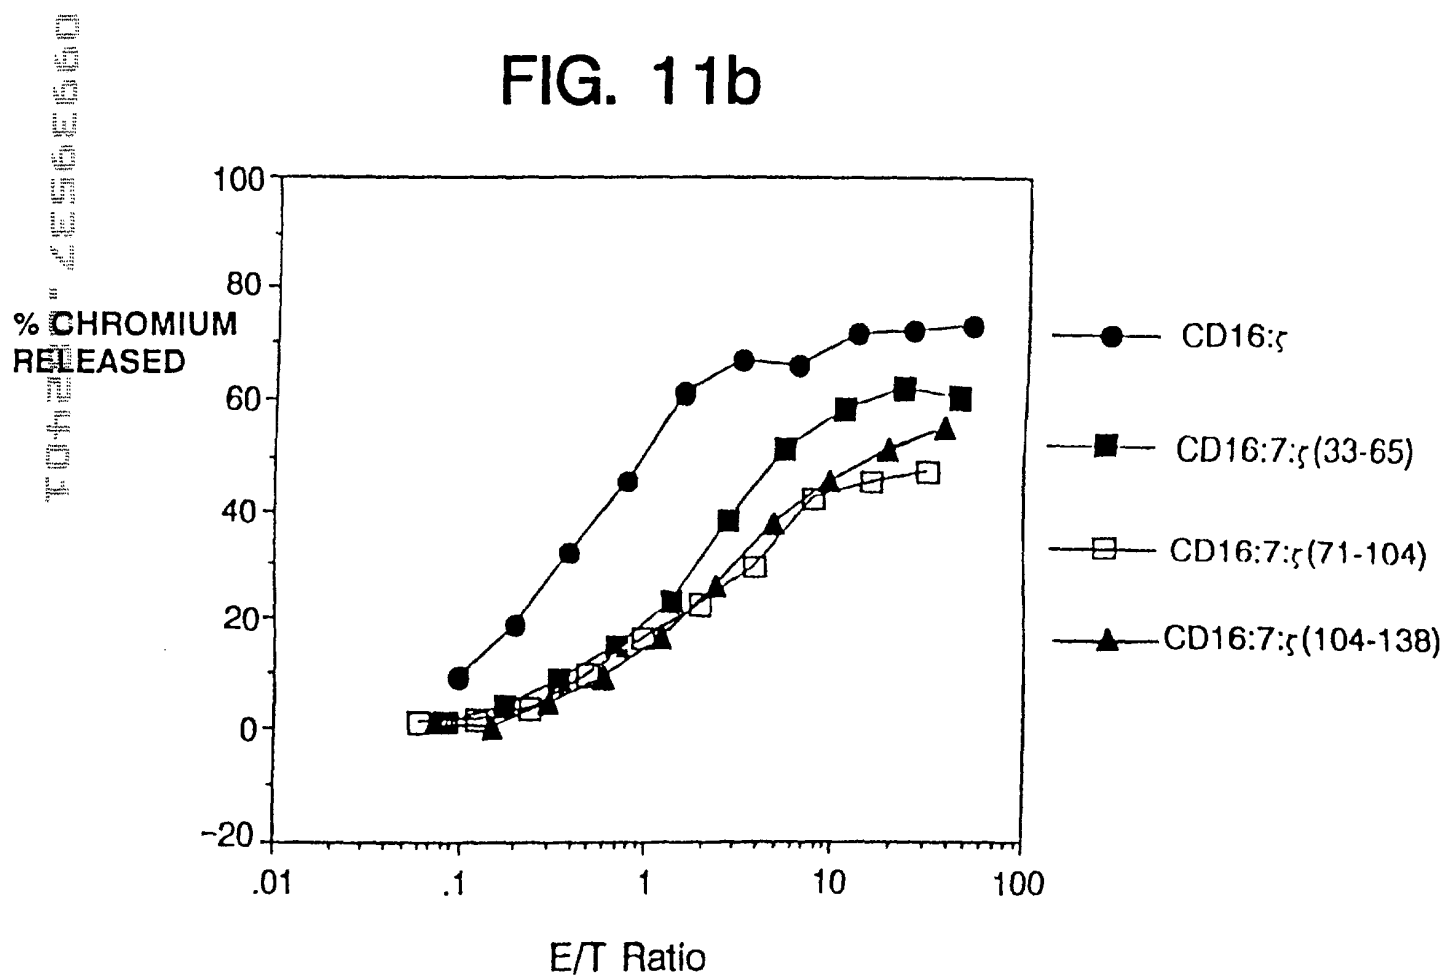 FIG. 11b
100
80
% CHROMIUM
RELEASED
60
40
20
0
-20
.01
.1
1
10
100
E/T Ratio
CD16:ζ
CD16:7:ζ(33-65)
CD16:7:ζ(71-104)
CD16:7:ζ(104-138)